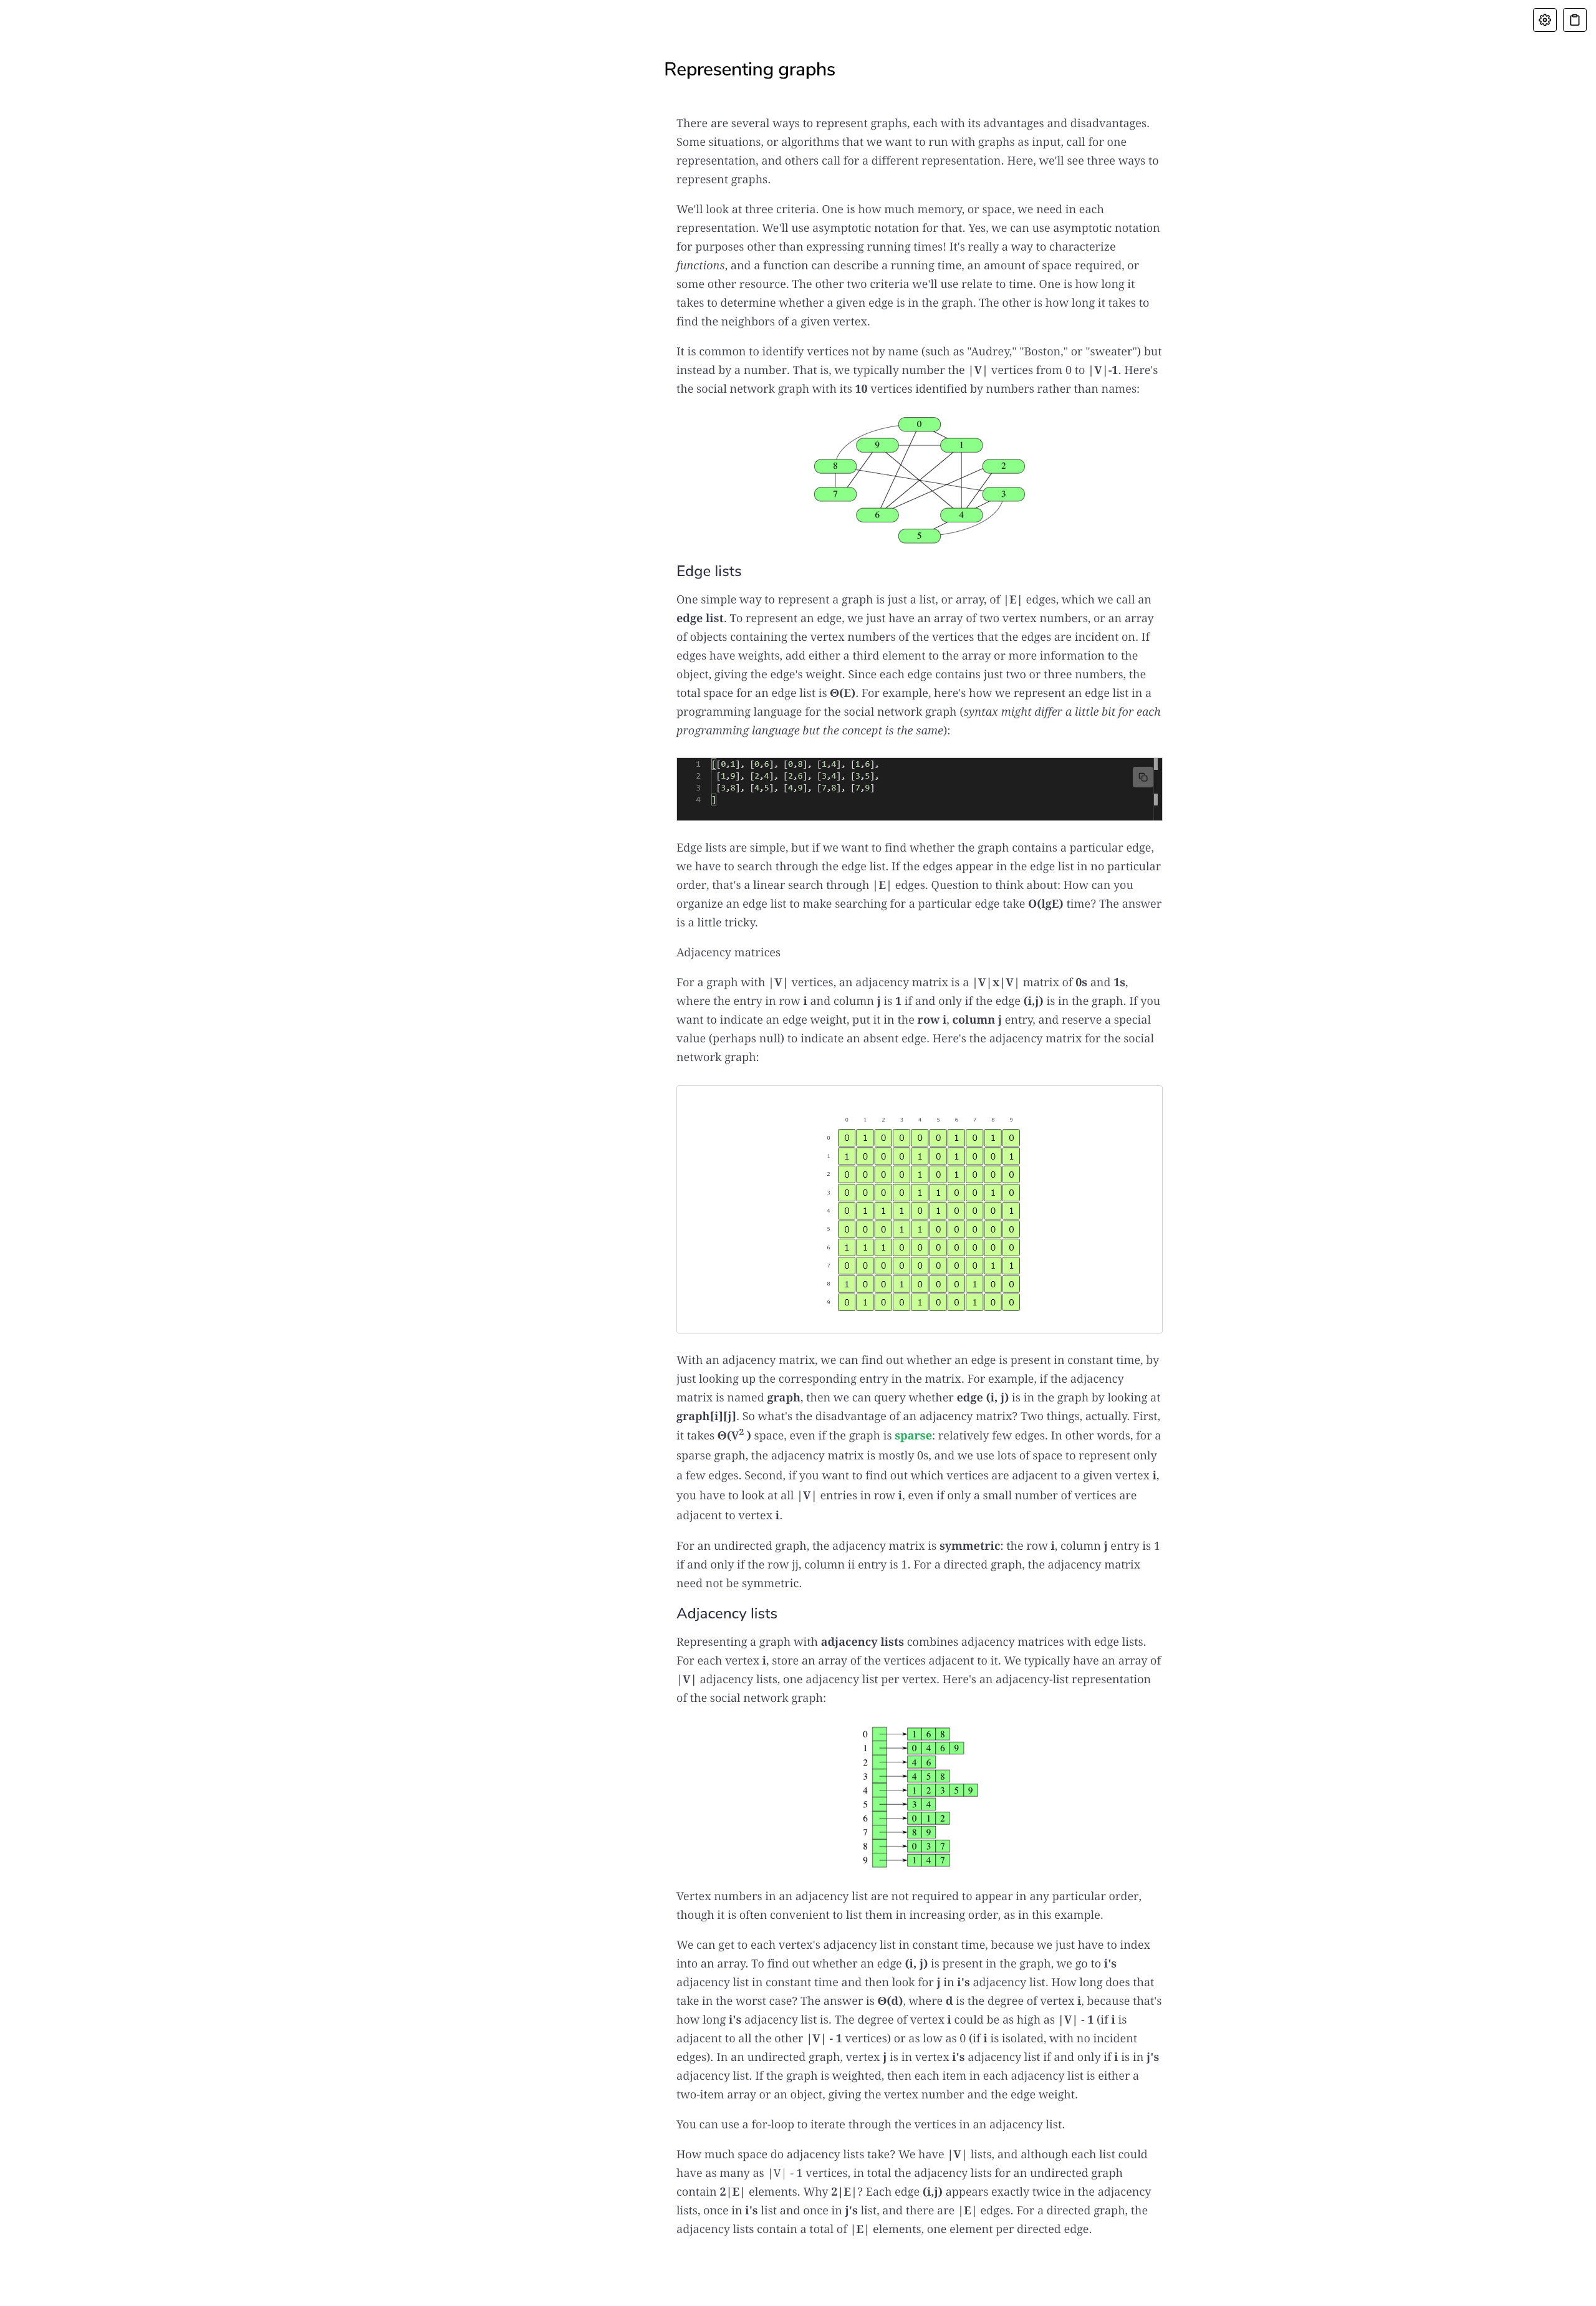 Representing graphs
There are several ways to represent graphs, each with its advantages and disadvantages.
Some situations, or algorithms that we want to run with graphs as input, call for one
representation, and others call for a different representation. Here, we'll see three ways to
represent graphs.
We'll look at three criteria. One is how much memory, or space, we need in each
representation. We'll use asymptotic notation for that. Yes, we can use asymptotic notation
for purposes other than expressing running times! It's really a way to characterize
functions, and a function can describe a running time, an amount of space required, or
some other resource. The other two criteria we'll use relate to time. One is how long it
takes to determine whether a given edge is in the graph. The other is how long it takes to
find the neighbors of a given vertex.
It is common to identify vertices not by name (such as "Audrey," "Boston," or "sweater") but
instead by a number. That is, we typically number the |V| vertices from 0 to |V|-1. Here's
the social network graph with its 10 vertices identified by numbers rather than names:
0
9 1
8 2
7 3
6 4
5
Edge lists
One simple way to represent a graph is just a list, or array, of |E| edges, which we call an
edge list. To represent an edge, we just have an array of two vertex numbers, or an array
of objects containing the vertex numbers of the vertices that the edges are incident on. If
edges have weights, add either a third element to the array or more information to the
object, giving the edge's weight. Since each edge contains just two or three numbers, the
total space for an edge list is Θ(E). For example, here's how we represent an edge list in a
programming language for the social network graph (syntax might differ a little bit for each
programming language but the concept is the same):
1 [[0,1], [0,6], [0,8], [1,4], [1,6],
2 [1,9], [2,4], [2,6], [3,4], [3,5],
3 [3,8], [4,5], [4,9], [7,8], [7,9]
4 ]
Edge lists are simple, but if we want to find whether the graph contains a particular edge,
we have to search through the edge list. If the edges appear in the edge list in no particular
order, that's a linear search through |E| edges. Question to think about: How can you
organize an edge list to make searching for a particular edge take O(lgE) time? The answer
is a little tricky.
Adjacency matrices
For a graph with |V| vertices, an adjacency matrix is a |V|x|V| matrix of 0s and 1s,
where the entry in row i and column j is 1 if and only if the edge (i,j) is in the graph. If you
want to indicate an edge weight, put it in the row i, column j entry, and reserve a special
value (perhaps null) to indicate an absent edge. Here's the adjacency matrix for the social
network graph:
0 1 2 3 4 5 6 7 8 9
0 0 1 0 0 0 0 1 0 1 0
1 1 0 0 0 1 0 1 0 0 1
2 0 0 0 0 1 0 1 0 0 0
3 0 0 0 0 1 1 0 0 1 0
4 0 1 1 1 0 1 0 0 0 1
5 0 0 0 1 1 0 0 0 0 0
6 1 1 1 0 0 0 0 0 0 0
7 0 0 0 0 0 0 0 0 1 1
8 1 0 0 1 0 0 0 1 0 0
9 0 1 0 0 1 0 0 1 0 0
With an adjacency matrix, we can find out whether an edge is present in constant time, by
just looking up the corresponding entry in the matrix. For example, if the adjacency
matrix is named graph, then we can query whether edge (i, j) is in the graph by looking at
graph[i][j]. So what's the disadvantage of an adjacency matrix? Two things, actually. First,
it takes Θ(V² ) space, even if the graph is sparse: relatively few edges. In other words, for a
sparse graph, the adjacency matrix is mostly 0s, and we use lots of space to represent only
a few edges. Second, if you want to find out which vertices are adjacent to a given vertex i,
you have to look at all |V| entries in row i, even if only a small number of vertices are
adjacent to vertex i.
For an undirected graph, the adjacency matrix is symmetric: the row i, column j entry is 1
if and only if the row jj, column ii entry is 1. For a directed graph, the adjacency matrix
need not be symmetric.
Adjacency lists
Representing a graph with adjacency lists combines adjacency matrices with edge lists.
For each vertex i, store an array of the vertices adjacent to it. We typically have an array of
|V| adjacency lists, one adjacency list per vertex. Here's an adjacency-list representation
of the social network graph:
0 1 6 8
1 0 4 6 9
2 4 6
3 4 5 8
4 1 2 3 5 9
5 3 4
6 0 1 2
7 8 9
8 0 3 7
9 1 4 7
Vertex numbers in an adjacency list are not required to appear in any particular order,
though it is often convenient to list them in increasing order, as in this example.
We can get to each vertex's adjacency list in constant time, because we just have to index
into an array. To find out whether an edge (i, j) is present in the graph, we go to i's
adjacency list in constant time and then look for j in i's adjacency list. How long does that
take in the worst case? The answer is Θ(d), where d is the degree of vertex i, because that's
how long i's adjacency list is. The degree of vertex i could be as high as |V| - 1 (if i is
adjacent to all the other |V| - 1 vertices) or as low as 0 (if i is isolated, with no incident
edges). In an undirected graph, vertex j is in vertex i's adjacency list if and only if i is in j's
adjacency list. If the graph is weighted, then each item in each adjacency list is either a
two-item array or an object, giving the vertex number and the edge weight.
You can use a for-loop to iterate through the vertices in an adjacency list.
How much space do adjacency lists take? We have |V| lists, and although each list could
have as many as |V| - 1 vertices, in total the adjacency lists for an undirected graph
contain 2|E| elements. Why 2|E|? Each edge (i,j) appears exactly twice in the adjacency
lists, once in i's list and once in j's list, and there are |E| edges. For a directed graph, the
adjacency lists contain a total of |E| elements, one element per directed edge.